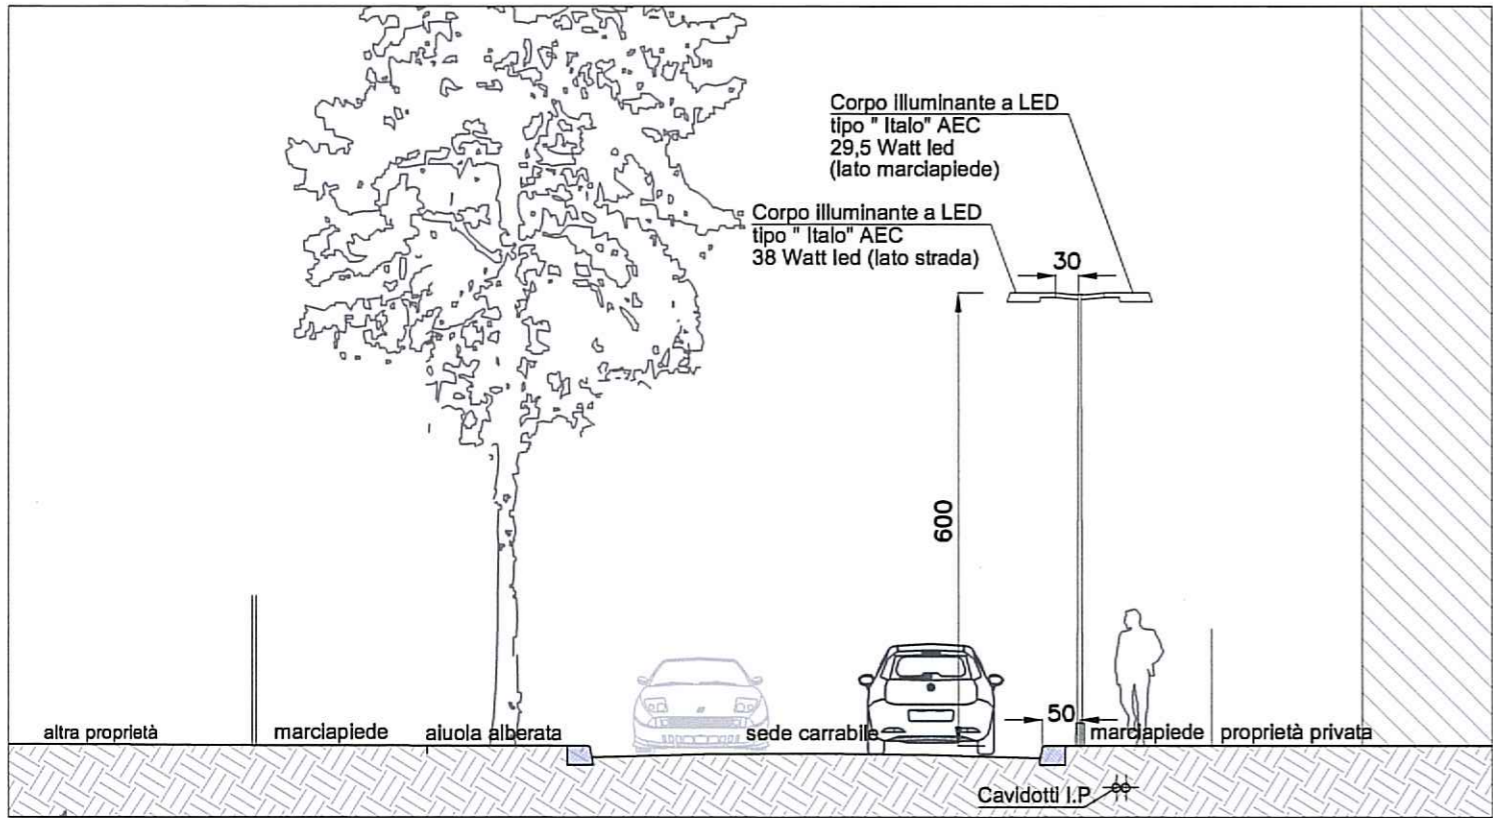 Corpo illuminante a LED
tipo " Italo" AEC
29,5 Watt led
(lato marciapiede)
Corpo illuminante a LED
tipo " Italo" AEC
38 Watt led (lato strada)
30
600
50
altra proprietà
marciapiede
aiuola alberata
sede carrabile
marciapiede
proprietà privata
Cavidotti I.P